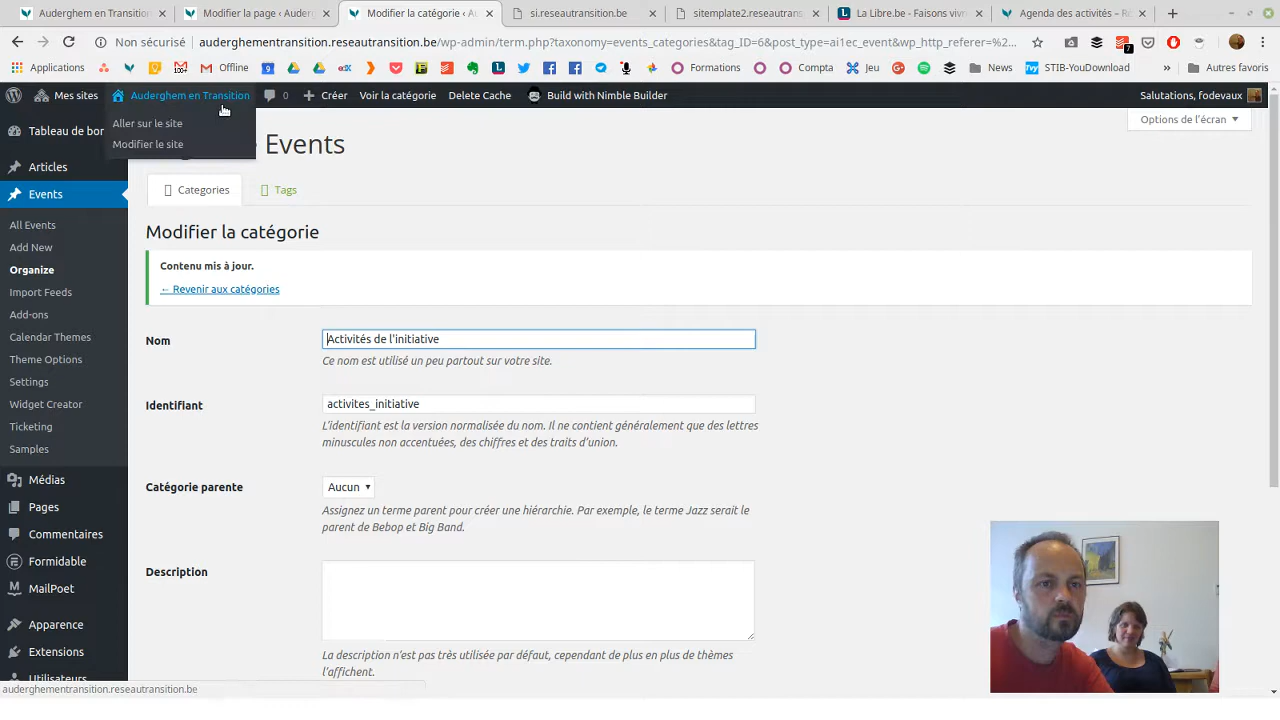 Auderghem en Transition
Modifier la page ‹ Auderg
Modifier la catégorie ‹ Au
si.reseautransition.be
sitemplate2.reseautrans
La Libre.be - Faisons vivr
Agenda des activités – R
Non sécurisé
auderghementransition.reseautransition.be/wp-admin/term.php?taxonomy=events_categories&tag_ID=6&post_type=ai1ec_event&wp_http_referer=%2...
7
Applications
100+
Offline
9
edX
Formations
Compta
Jeu
News
STIB-YouDownload
»
Autres favoris
Mes sites
Auderghem en Transition
0
Créer
Voir la catégorie
Delete Cache
Build with Nimble Builder
Salutations, fodevaux
Aller sur le site
Modifier le site
Tableau de bor
Options de l'écran
Events
Articles
Events
All Events
Add New
Organize
Import Feeds
Add-ons
Calendar Themes
Theme Options
Settings
Widget Creator
Ticketing
Samples
Médias
Pages
Commentaires
Formidable
MailPoet
Apparence
Extensions
Utilisateurs
Categories
Tags
Modifier la catégorie
Contenu mis à jour.
← Revenir aux catégories
Nom
Activités de l'initiative
Ce nom est utilisé un peu partout sur votre site.
Identifiant
activites_initiative
L'identifiant est la version normalisée du nom. Il ne contient généralement que des lettres
minuscules non accentuées, des chiffres et des traits d'union.
Catégorie parente
Aucun
Assignez un terme parent pour créer une hiérarchie. Par exemple, le terme Jazz serait le
parent de Bebop et Big Band.
Description
La description n'est pas très utilisée par défaut, cependant de plus en plus de thèmes
l'affichent.
auderghementransition.reseautransition.be